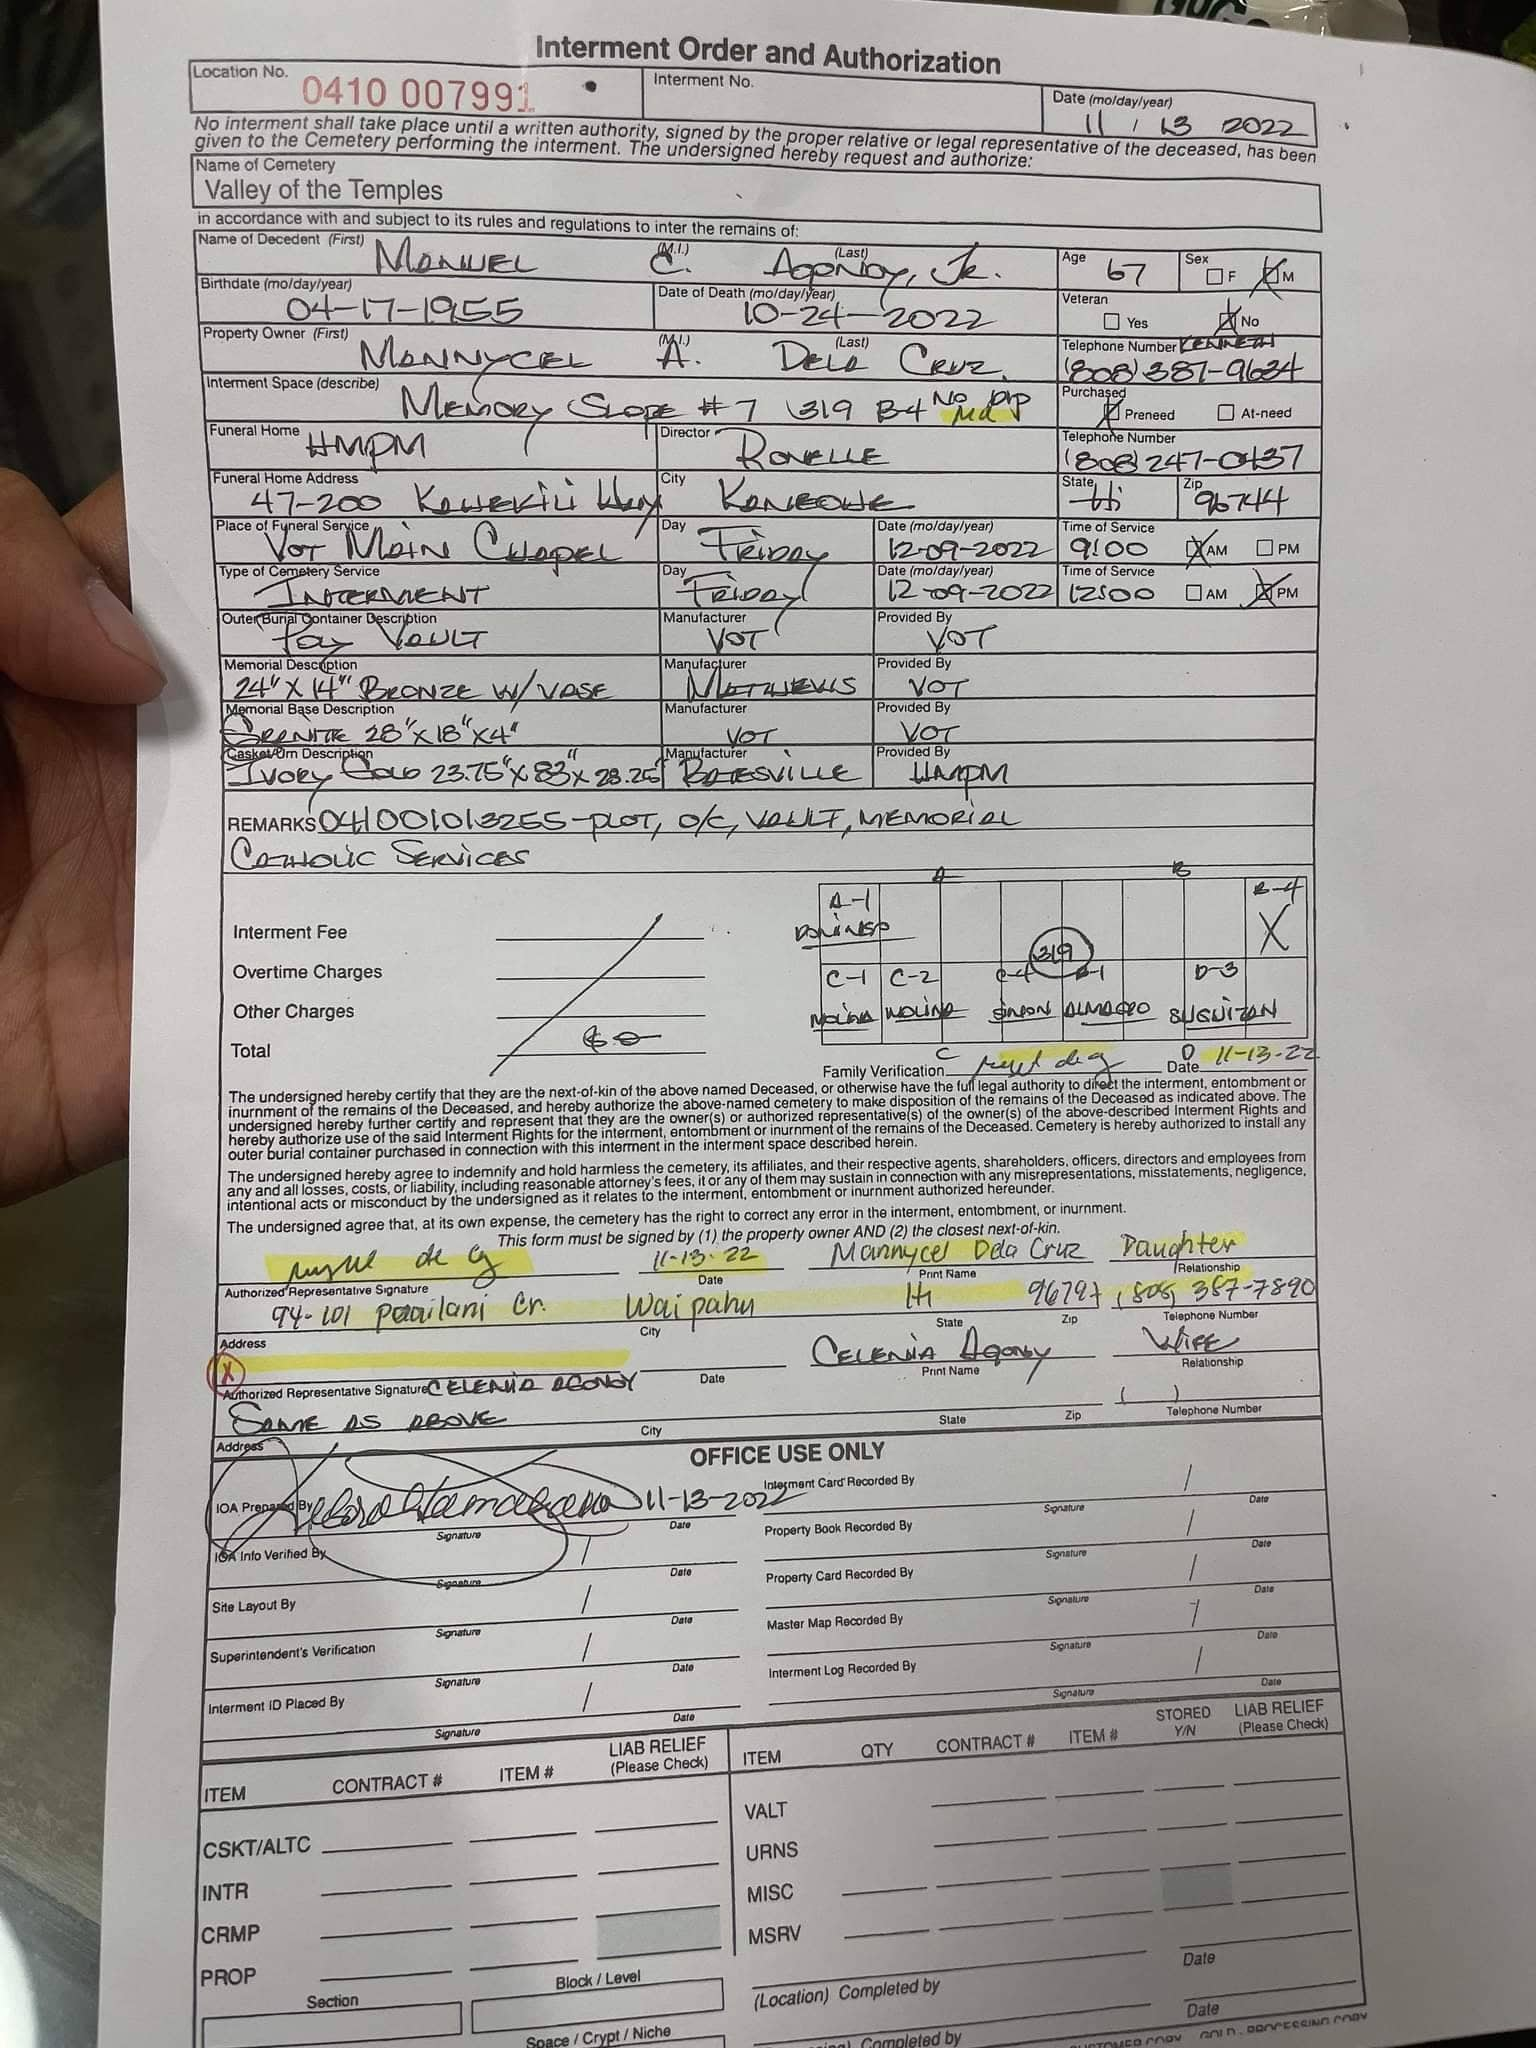 Interment Order and Authorization
Location No. 0410 007991
Interment No.
Date (mo/day/year) 11 / 13 2022
No interment shall take place until a written authority, signed by the proper relative or legal representative of the deceased, has been
given to the Cemetery performing the interment. The undersigned hereby request and authorize:
Name of Cemetery
Valley of the Temples
in accordance with and subject to its rules and regulations to inter the remains of:
Name of Decedent (First) MANUEL (M.I.) C. (Last) AGONOY, JR. Age 67 Sex F M
Birthdate (mo/day/year) 04-17-1955 Date of Death (mo/day/year) 10-24-2022 Veteran Yes No
Property Owner (First) MANNYCEL (M.I.) A. (Last) DELA CRUZ Telephone Number KENNETH (808) 387-9634
Interment Space (describe) MEMORY SLOPE #7 319 B-4 No Purchased Preneed At-need
Funeral Home HMPM Director RONELLE Telephone Number (808) 247-0437
Funeral Home Address 47-200 KAHEKILI HWY City KANEOHE State HI Zip 96744
Place of Funeral Service VOT MAIN CHAPEL Day FRIDAY Date (mo/day/year) 12-09-2022 Time of Service 9:00 AM PM
Type of Cemetery Service INTERMENT Day FRIDAY Date (mo/day/year) 12-09-2022 Time of Service 12:00 AM PM
Outer Burial Container Description VAULT Manufacturer VOT Provided By VOT
Memorial Description 24" X 14" BRONZE W/ VASE Manufacturer MATTHEWS Provided By VOT
Memorial Base Description GRANITE 28" X 18" X 4" Manufacturer VOT Provided By VOT
Casket/Urn Description IVORY GOLD 23.75" X 83" X 28.25" Manufacturer BATESVILLE Provided By HMPM
REMARKS 041001013255-PLOT, O/C, VAULT, MEMORIAL
CATHOLIC SERVICES
A B
A-1 B-4
DOMINGO X
319
C-1 C-2 C-4 D-1 D-3
MOLINA MOLINA SIMON ALMAGRO SUGUITAN
C D
Interment Fee
Overtime Charges
Other Charges
Total $0
Family Verification Date 11-13-22
The undersigned hereby certify that they are the next-of-kin of the above named Deceased, or otherwise have the full legal authority to direct the interment, entombment or
inurnment of the remains of the Deceased, and hereby authorize the above-named cemetery to make disposition of the remains of the Deceased as indicated above. The
undersigned hereby further certify and represent that they are the owner(s) or authorized representative(s) of the owner(s) of the above-described Interment Rights and
hereby authorize use of the said Interment Rights for the interment, entombment or inurnment of the remains of the Deceased. Cemetery is hereby authorized to install any
outer burial container purchased in connection with this interment in the interment space described herein.
The undersigned hereby agree to indemnify and hold harmless the cemetery, its affiliates, and their respective agents, shareholders, officers, directors and employees from
any and all losses, costs, or liability, including reasonable attorney's fees, it or any of them may sustain in connection with any misrepresentations, misstatements, negligence,
intentional acts or misconduct by the undersigned as it relates to the interment, entombment or inurnment authorized hereunder.
The undersigned agree that, at its own expense, the cemetery has the right to correct any error in the interment, entombment, or inurnment.
This form must be signed by (1) the property owner AND (2) the closest next-of-kin.
11-13-22 Mannycel Dela Cruz Daughter
Authorized Representative Signature Date Print Name Relationship
94-101 Paailani Cr. Waipahu HI 96797 (808) 387-7890
Address City State Zip Telephone Number
X CELENIA AGONOY WIFE
Authorized Representative Signature CELENIA AGONOY Date Print Name Relationship
SAME AS ABOVE ( )
Address City State Zip Telephone Number
OFFICE USE ONLY
IOA Prepared By 11-13-2022 Interment Card Recorded By /
Signature Date Signature Date
IOA Info Verified By / Property Book Recorded By /
Signature Date Signature Date
Site Layout By / Property Card Recorded By /
Signature Date Signature Date
Superintendent's Verification / Master Map Recorded By /
Signature Date Signature Date
Interment ID Placed By / Interment Log Recorded By /
Signature Date Signature Date
ITEM CONTRACT # ITEM # LIAB RELIEF (Please Check) ITEM QTY CONTRACT # ITEM # STORED Y/N LIAB RELIEF (Please Check)
CSKT/ALTC VALT
INTR URNS
CRMP MISC
PROP MSRV
Section Block / Level (Location) Completed by Date
Space / Crypt / Niche Completed by Date
CUSTOMER COPY GOLD - PROCESSING COPY